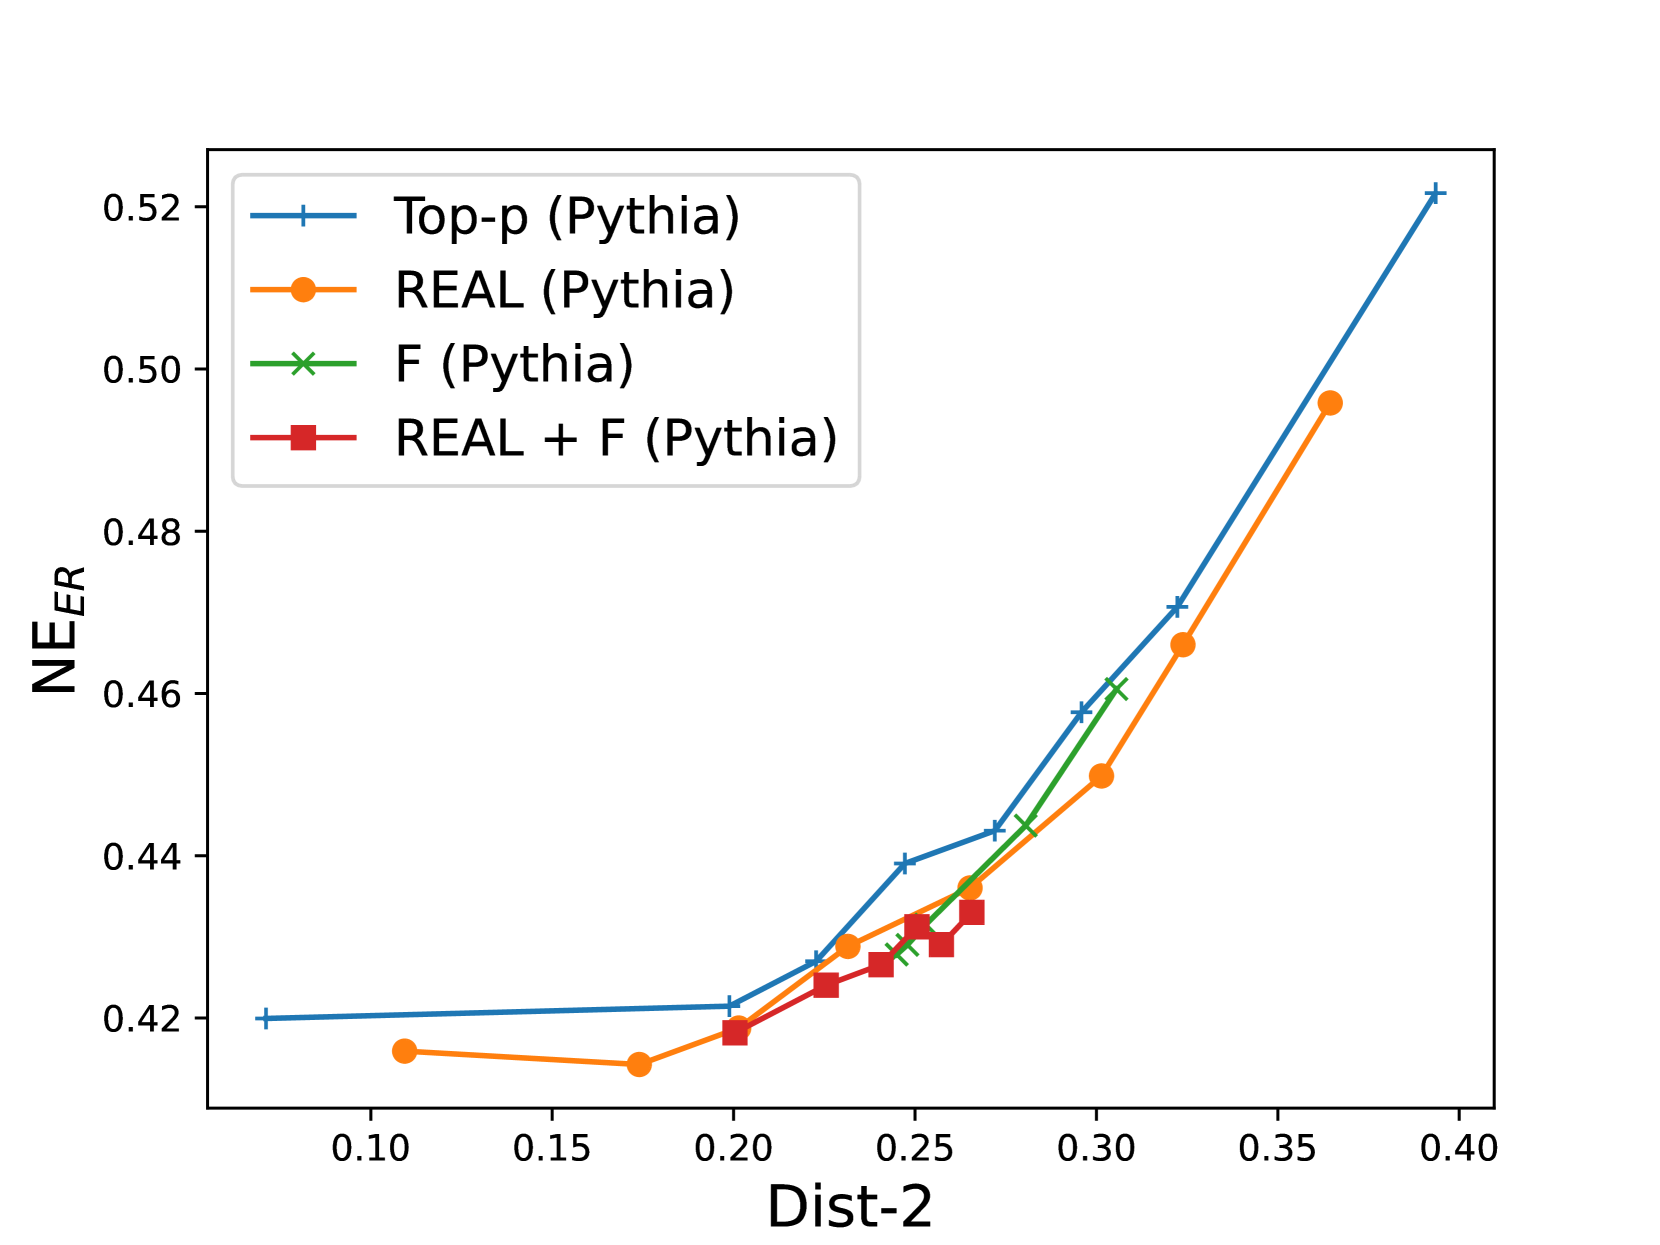 Top-p (Pythia)
REAL (Pythia)
F (Pythia)
REAL + F (Pythia)
NE_ER
0.52
0.50
0.48
0.46
0.44
0.42
0.10 0.15 0.20 0.25 0.30 0.35 0.40
Dist-2